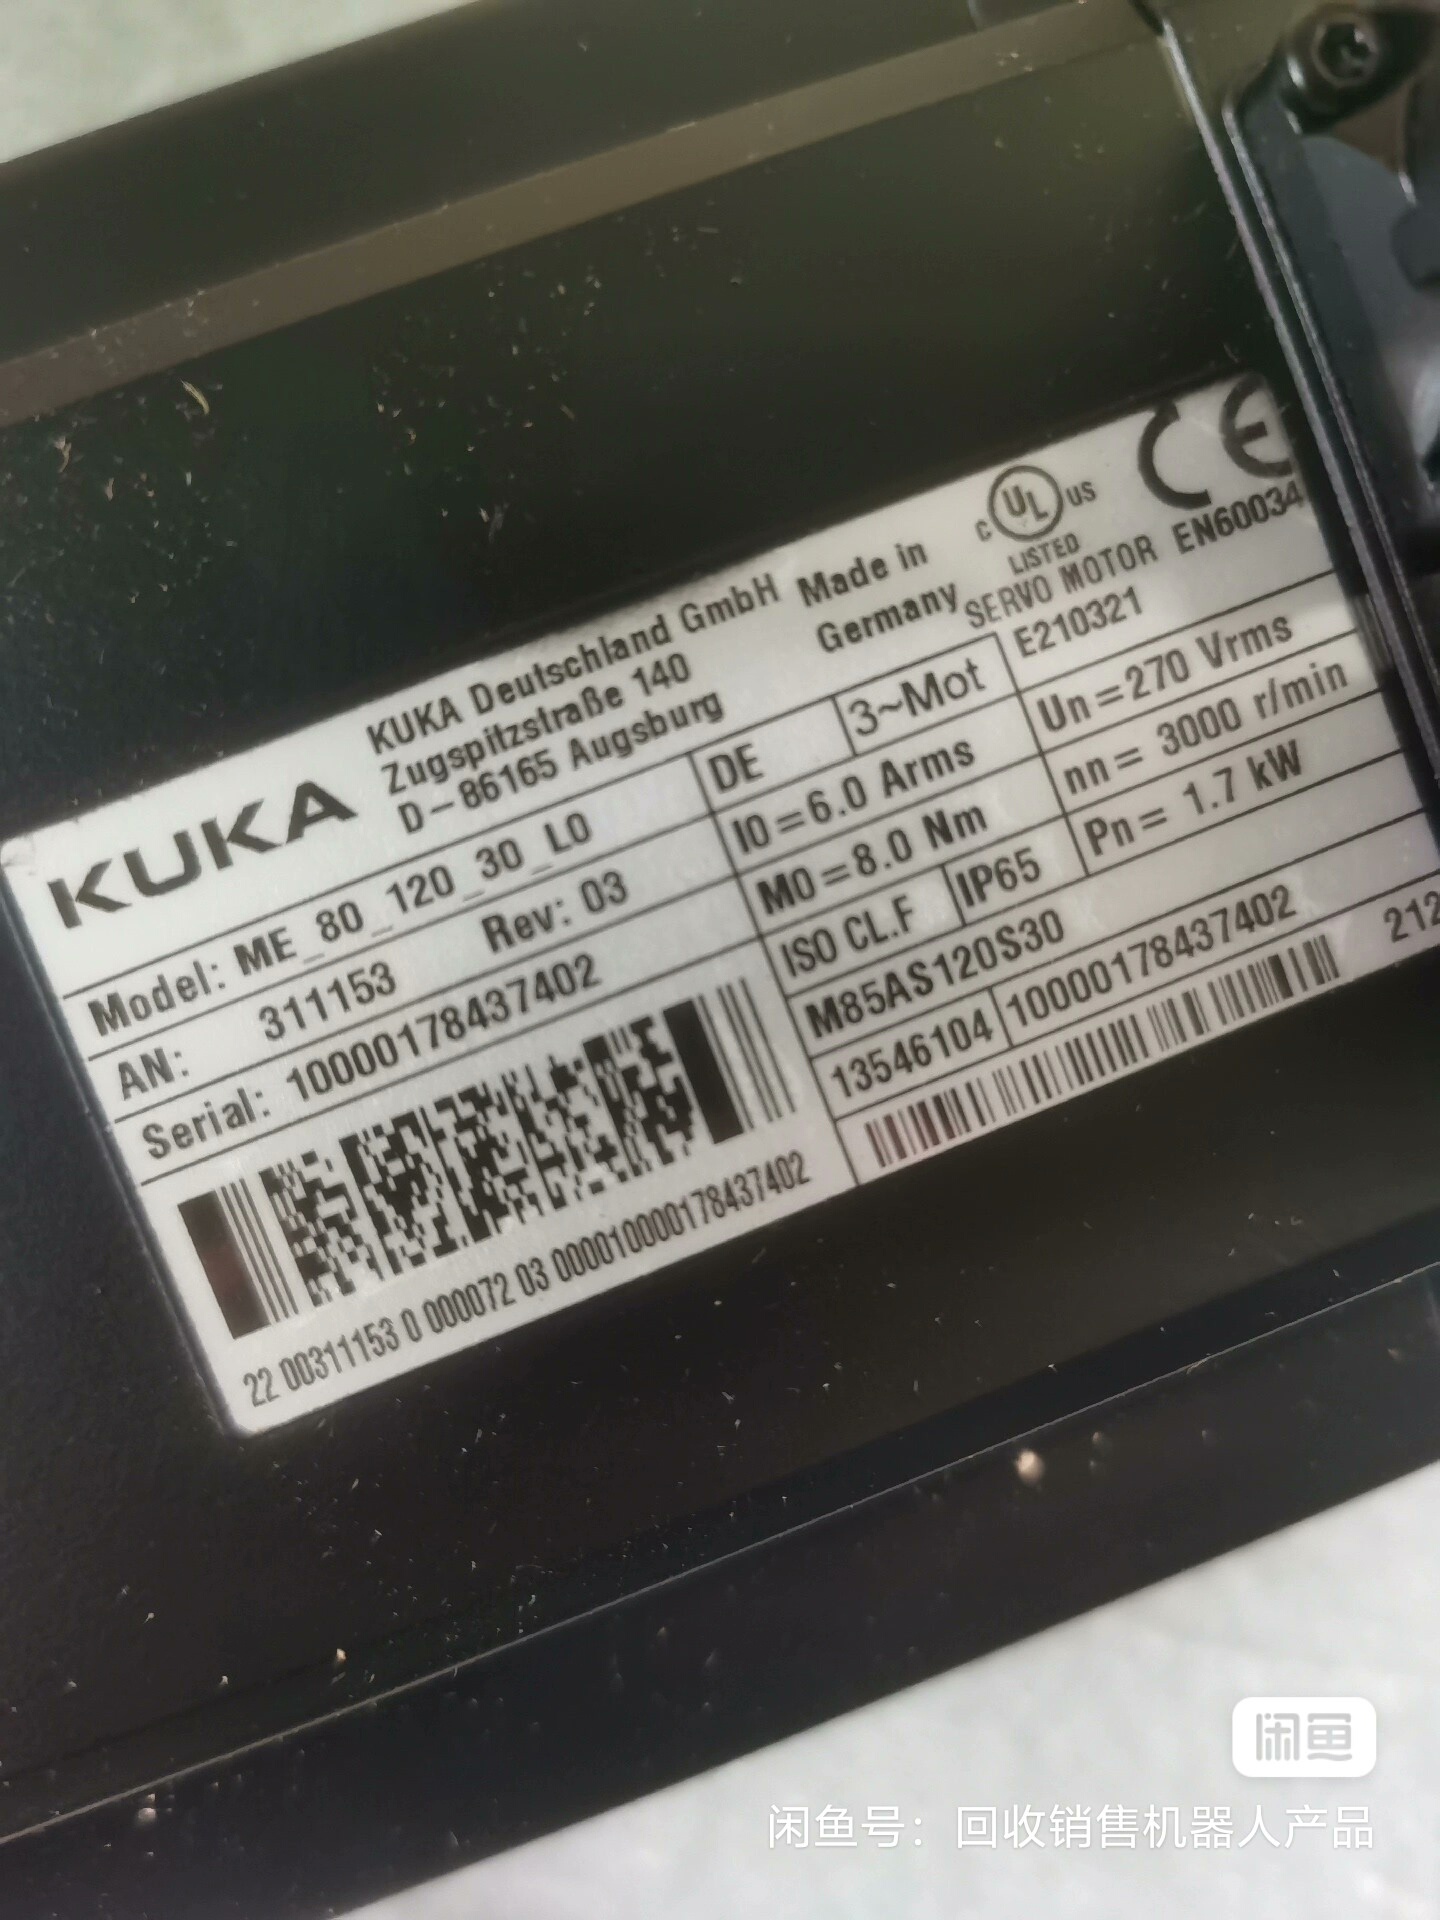 KUKA
KUKA Deutschland GmbH
Zugspitzstraße 140
D-86165 Augsburg
Made in
Germany
C UL US
LISTED
CE
SERVO MOTOR EN60034
E210321
Model: ME_80_120_30_L0
DE
3~Mot
Un=270 Vrms
AN: 311153 Rev: 03
I0=6.0 Arms
nn= 3000 r/min
Serial: 10000178437402
M0=8.0 Nm
Pn= 1.7 kW
ISO CL.F
IP65
M85AS120S30
13546104
10000178437402
212
22 00311153 0 000072 03 000010000178437402
闲鱼
闲鱼号：回收销售机器人产品